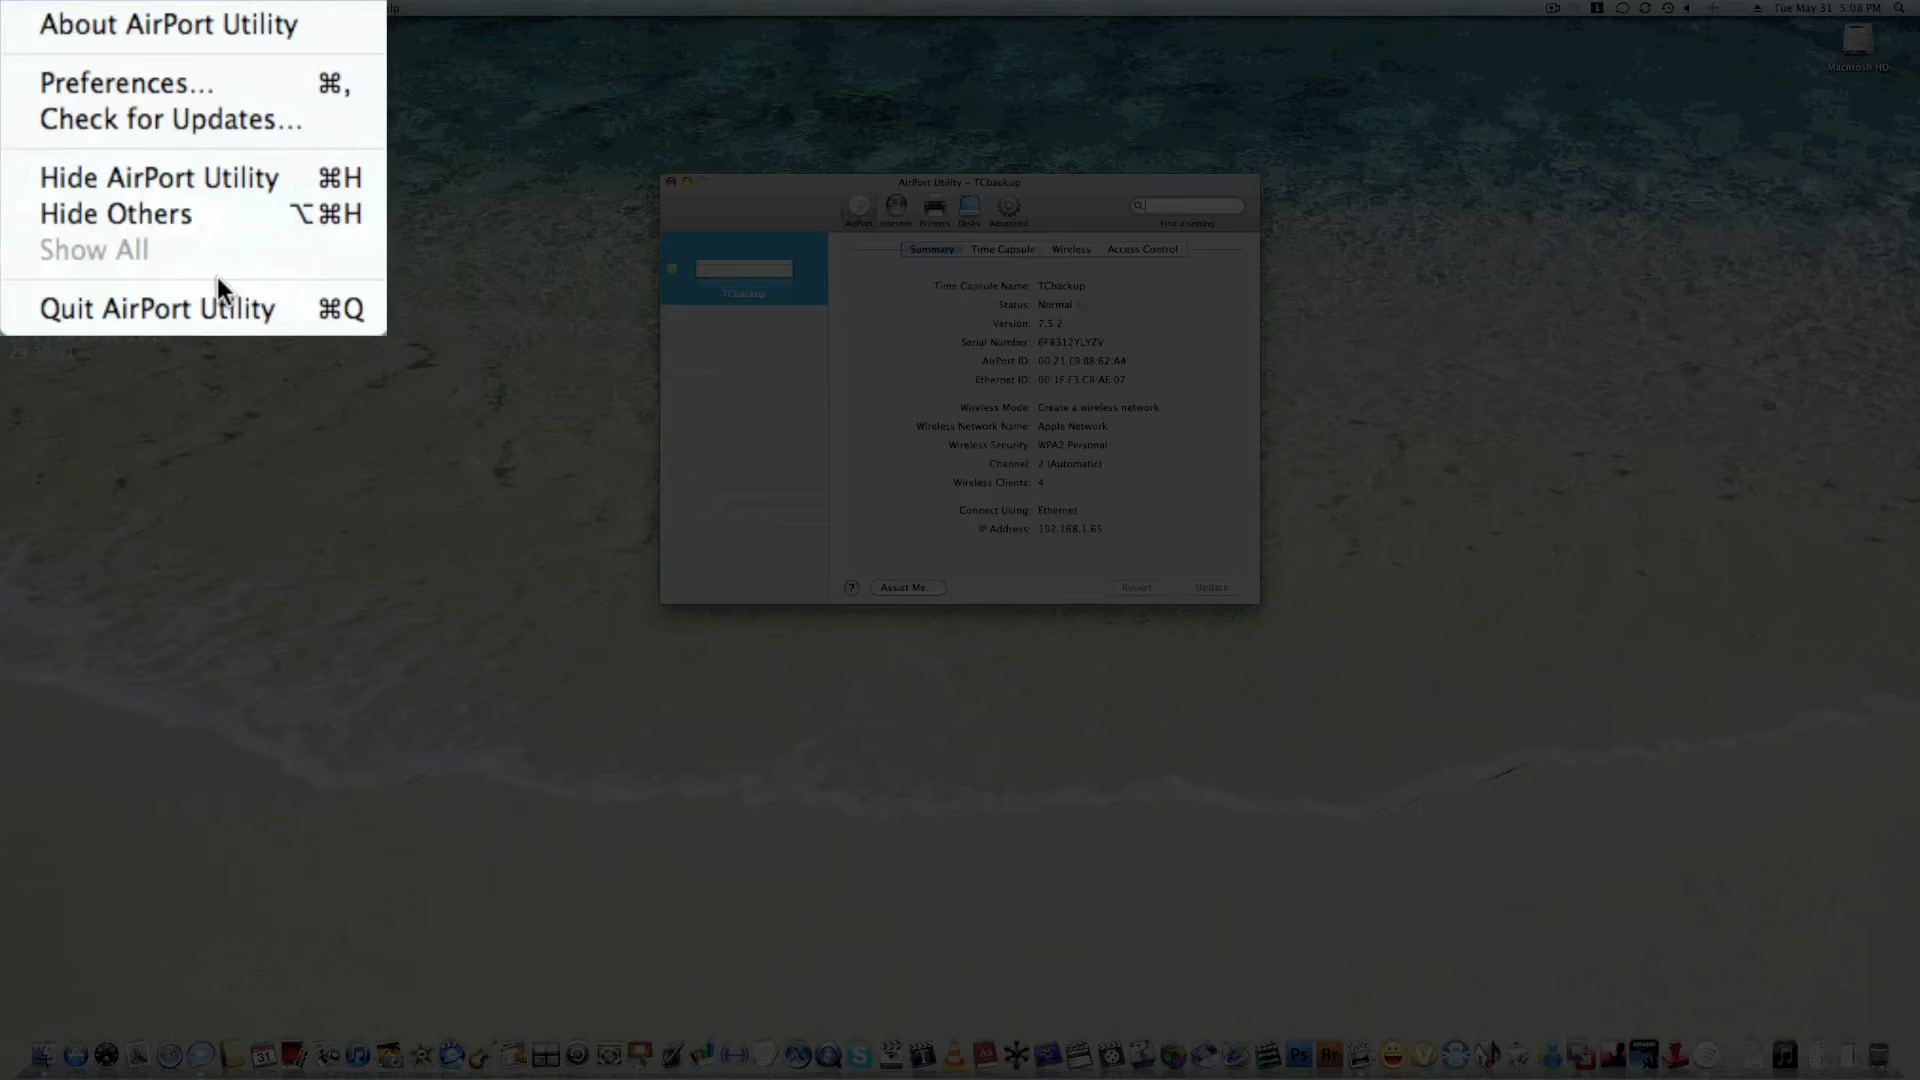 About AirPort Utility
Preferences... ⌘,
Check for Updates...
Hide AirPort Utility ⌘H
Hide Others ⌥⌘H
Show All
Quit AirPort Utility ⌘Q
Tue May 31 5:08 PM
Macintosh HD
AirPort Utility – TCbackup
AirPort Internet Printers Disks Advanced
Find a setting
Summary Time Capsule Wireless Access Control
TCbackup
Time Capsule Name: TCbackup
Status: Normal
Version: 7.5.2
Serial Number: 6F8312YLYZV
AirPort ID: 00:21:E9:B8:62:A4
Ethernet ID: 00:1F:F3:C8:AE:07
Wireless Mode: Create a wireless network
Wireless Network Name: Apple Network
Wireless Security: WPA2 Personal
Channel: 2 (Automatic)
Wireless Clients: 4
Connect Using: Ethernet
IP Address: 192.168.1.65
? Assist Me... Revert Update
31 Aa S Ps Br V